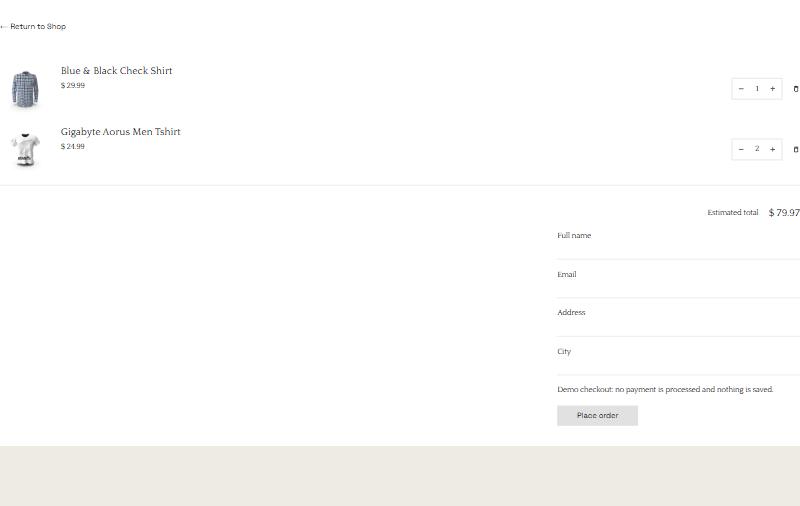 ← Return to Shop
Blue & Black Check Shirt
$ 29.99
− 1 +
Gigabyte Aorus Men Tshirt
$ 24.99
− 2 +
Estimated total $ 79.97
Full name
Email
Address
City
Demo checkout: no payment is processed and nothing is saved.
Place order